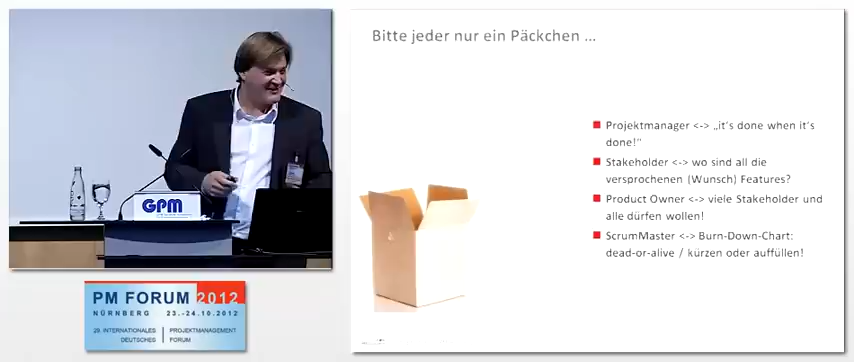 Bitte jeder nur ein Päckchen ...
Projektmanager <-> „it's done when it's
done!"
Stakeholder <-> wo sind all die
versprochenen (Wunsch) Features?
Product Owner <-> viele Stakeholder und
alle dürfen wollen!
ScrumMaster <-> Burn-Down-Chart:
dead-or-alive / kürzen oder auffüllen!
GPM
PM FORUM 2012
NÜRNBERG 23.-24.10.2012
29. INTERNATIONALES
DEUTSCHES
PROJEKTMANAGEMENT
FORUM